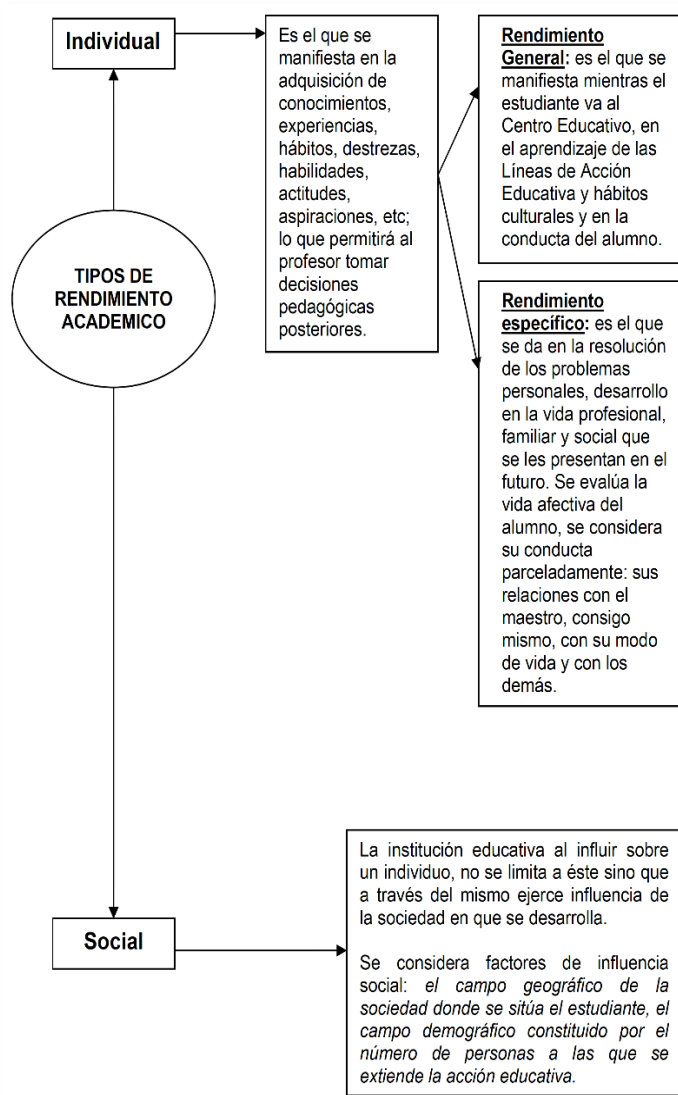 Individual
Es el que se
manifiesta en la
adquisición de
conocimientos,
experiencias,
hábitos, destrezas,
habilidades,
actitudes,
aspiraciones, etc;
lo que permitirá al
profesor tomar
decisiones
pedagógicas
posteriores.
Rendimiento
General: es el que se
manifiesta mientras el
estudiante va al
Centro Educativo, en
el aprendizaje de las
Líneas de Acción
Educativa y hábitos
culturales y en la
conducta del alumno.
TIPOS DE
RENDIMIENTO
ACADEMICO
Rendimiento
específico: es el que
se da en la resolución
de los problemas
personales, desarrollo
en la vida profesional,
familiar y social que
se les presentan en el
futuro. Se evalúa la
vida afectiva del
alumno, se considera
su conducta
parceladamente: sus
relaciones con el
maestro, consigo
mismo, con su modo
de vida y con los
demás.
Social
La institución educativa al influir sobre
un individuo, no se limita a éste sino que
a través del mismo ejerce influencia de
la sociedad en que se desarrolla.
Se considera factores de influencia
social: el campo geográfico de la
sociedad donde se sitúa el estudiante, el
campo demográfico constituido por el
número de personas a las que se
extiende la acción educativa.